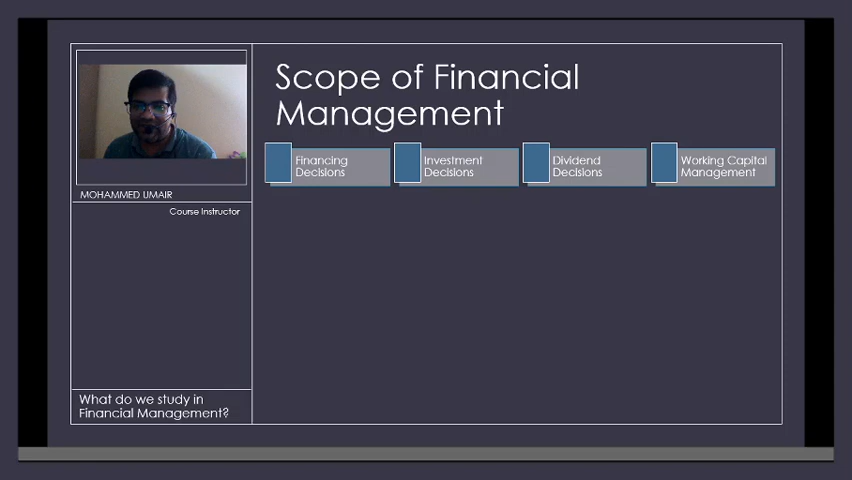 Scope of Financial
Management
Financing
Decisions
Investment
Decisions
Dividend
Decisions
Working Capital
Management
MOHAMMED UMAIR
Course Instructor
What do we study in
Financial Management?